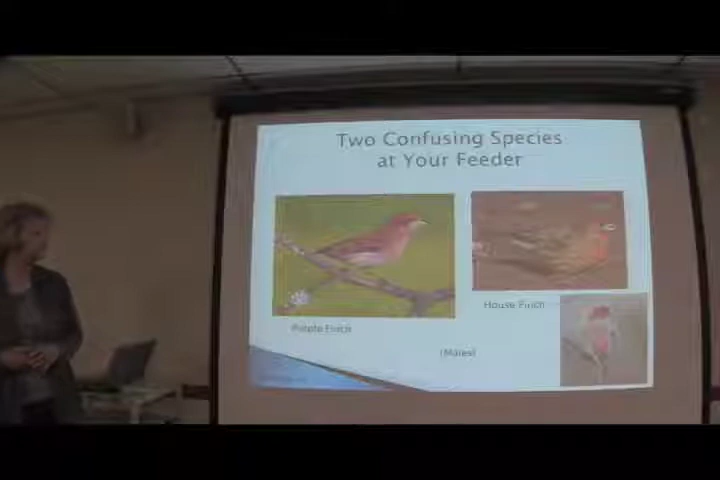 Two Confusing Species
at Your Feeder
House Finch
Purple Finch
(Males)